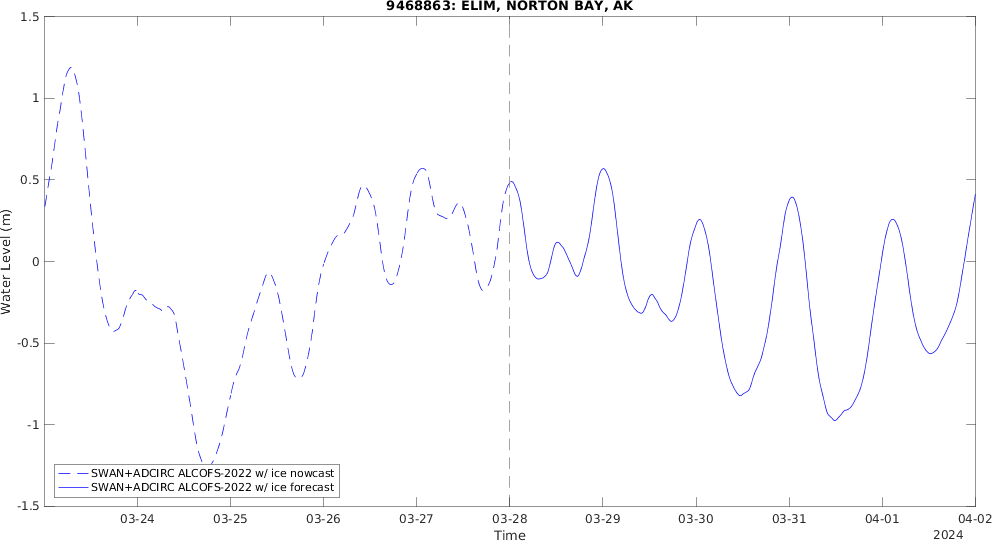 9468863: ELIM, NORTON BAY, AK
1.5
1
0.5
0
-0.5
-1
-1.5
Water Level (m)
SWAN+ADCIRC ALCOFS-2022 w/ ice nowcast
SWAN+ADCIRC ALCOFS-2022 w/ ice forecast
03-24 03-25 03-26 03-27 03-28 03-29 03-30 03-31 04-01 04-02
Time
2024